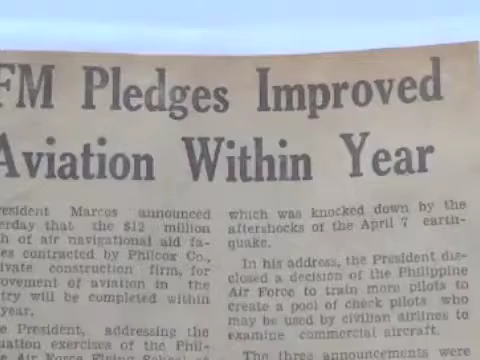 FM Pledges Improved
Aviation Within Year
resident Marcos announced
erday that the $12 million
h of air navigational aid fa-
es contracted by Philcox Co.,
ivate construction firm, for
ovement of aviation in the
try will be completed within
year.
e President, addressing the
uation exercises of the Phil-
e Air Force Flying School at
which was knocked down by the
aftershocks of the April 7 earth-
quake.
In his address, the President dis-
closed a decision of the Philippine
Air Force to train more pilots to
create a pool of check pilots who
may be used by civilian airlines to
examine commercial aircraft.
The three announcements were